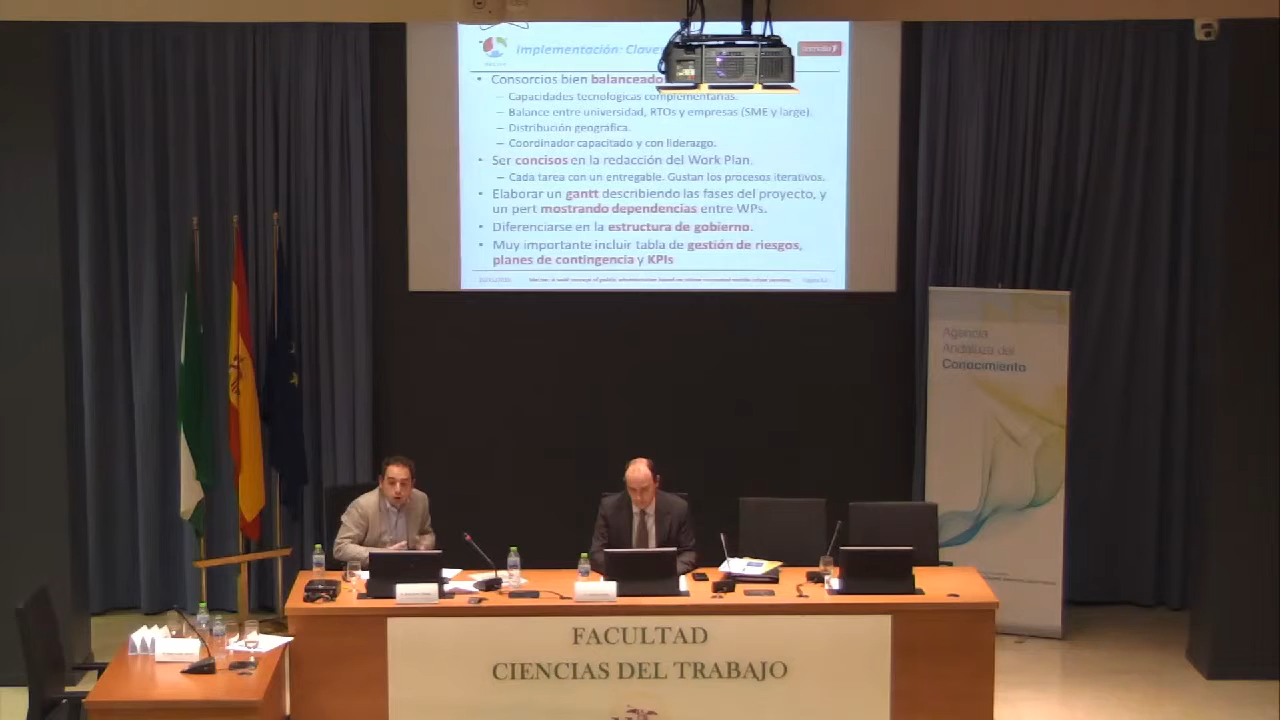 Implementación: Claves
tecnalia
• Consorcios bien balanceado
– Capacidades tecnológicas complementarias.
– Balance entre universidad, RTOs y empresas (SME y large).
– Distribución geográfica.
– Coordinador capacitado y con liderazgo.
• Ser concisos en la redacción del Work Plan.
– Cada tarea con un entregable. Gustan los procesos iterativos.
• Elaborar un gantt describiendo las fases del proyecto, y
un pert mostrando dependencias entre WPs.
• Diferenciarse en la estructura de gobierno.
• Muy importante incluir tabla de gestión de riesgos,
planes de contingencia y KPIs
Agencia
Andaluza del
Conocimiento
FACULTAD
CIENCIAS DEL TRABAJO